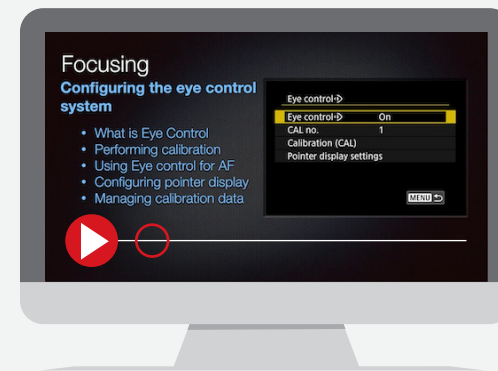 Focusing
Configuring the eye control
system
• What is Eye Control
• Performing calibration
• Using Eye control for AF
• Configuring pointer display
• Managing calibration data
Eye control
Eye control On
CAL no. 1
Calibration (CAL)
Pointer display settings
MENU